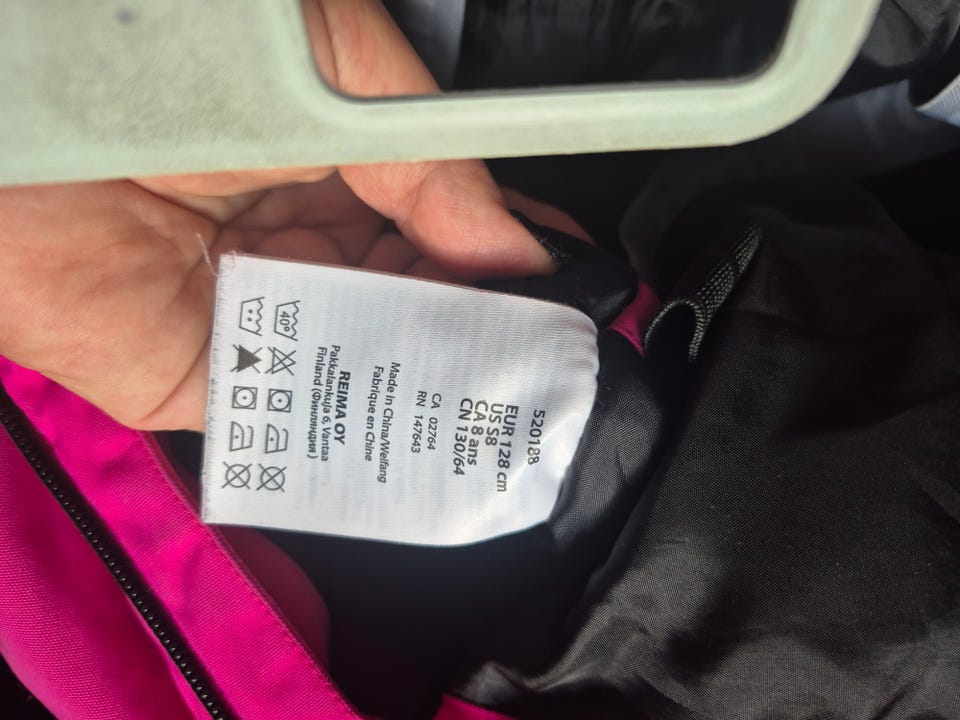 520188
EUR 128 cm
US S8
CA 8 ans
CN 130/64
CA 02764
RN 147643
Made in China/Weifang
Fabrique en Chine
REIMA OY
Pakkalankuja 6, Vantaa
Finland (Финляндия)
40°